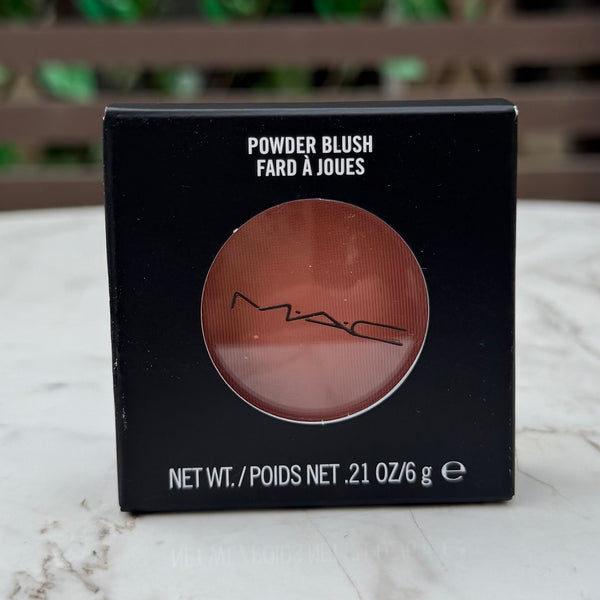 POWDER BLUSH
FARD À JOUES
M·A·C
NET WT./POIDS NET .21 OZ/6 g ℮